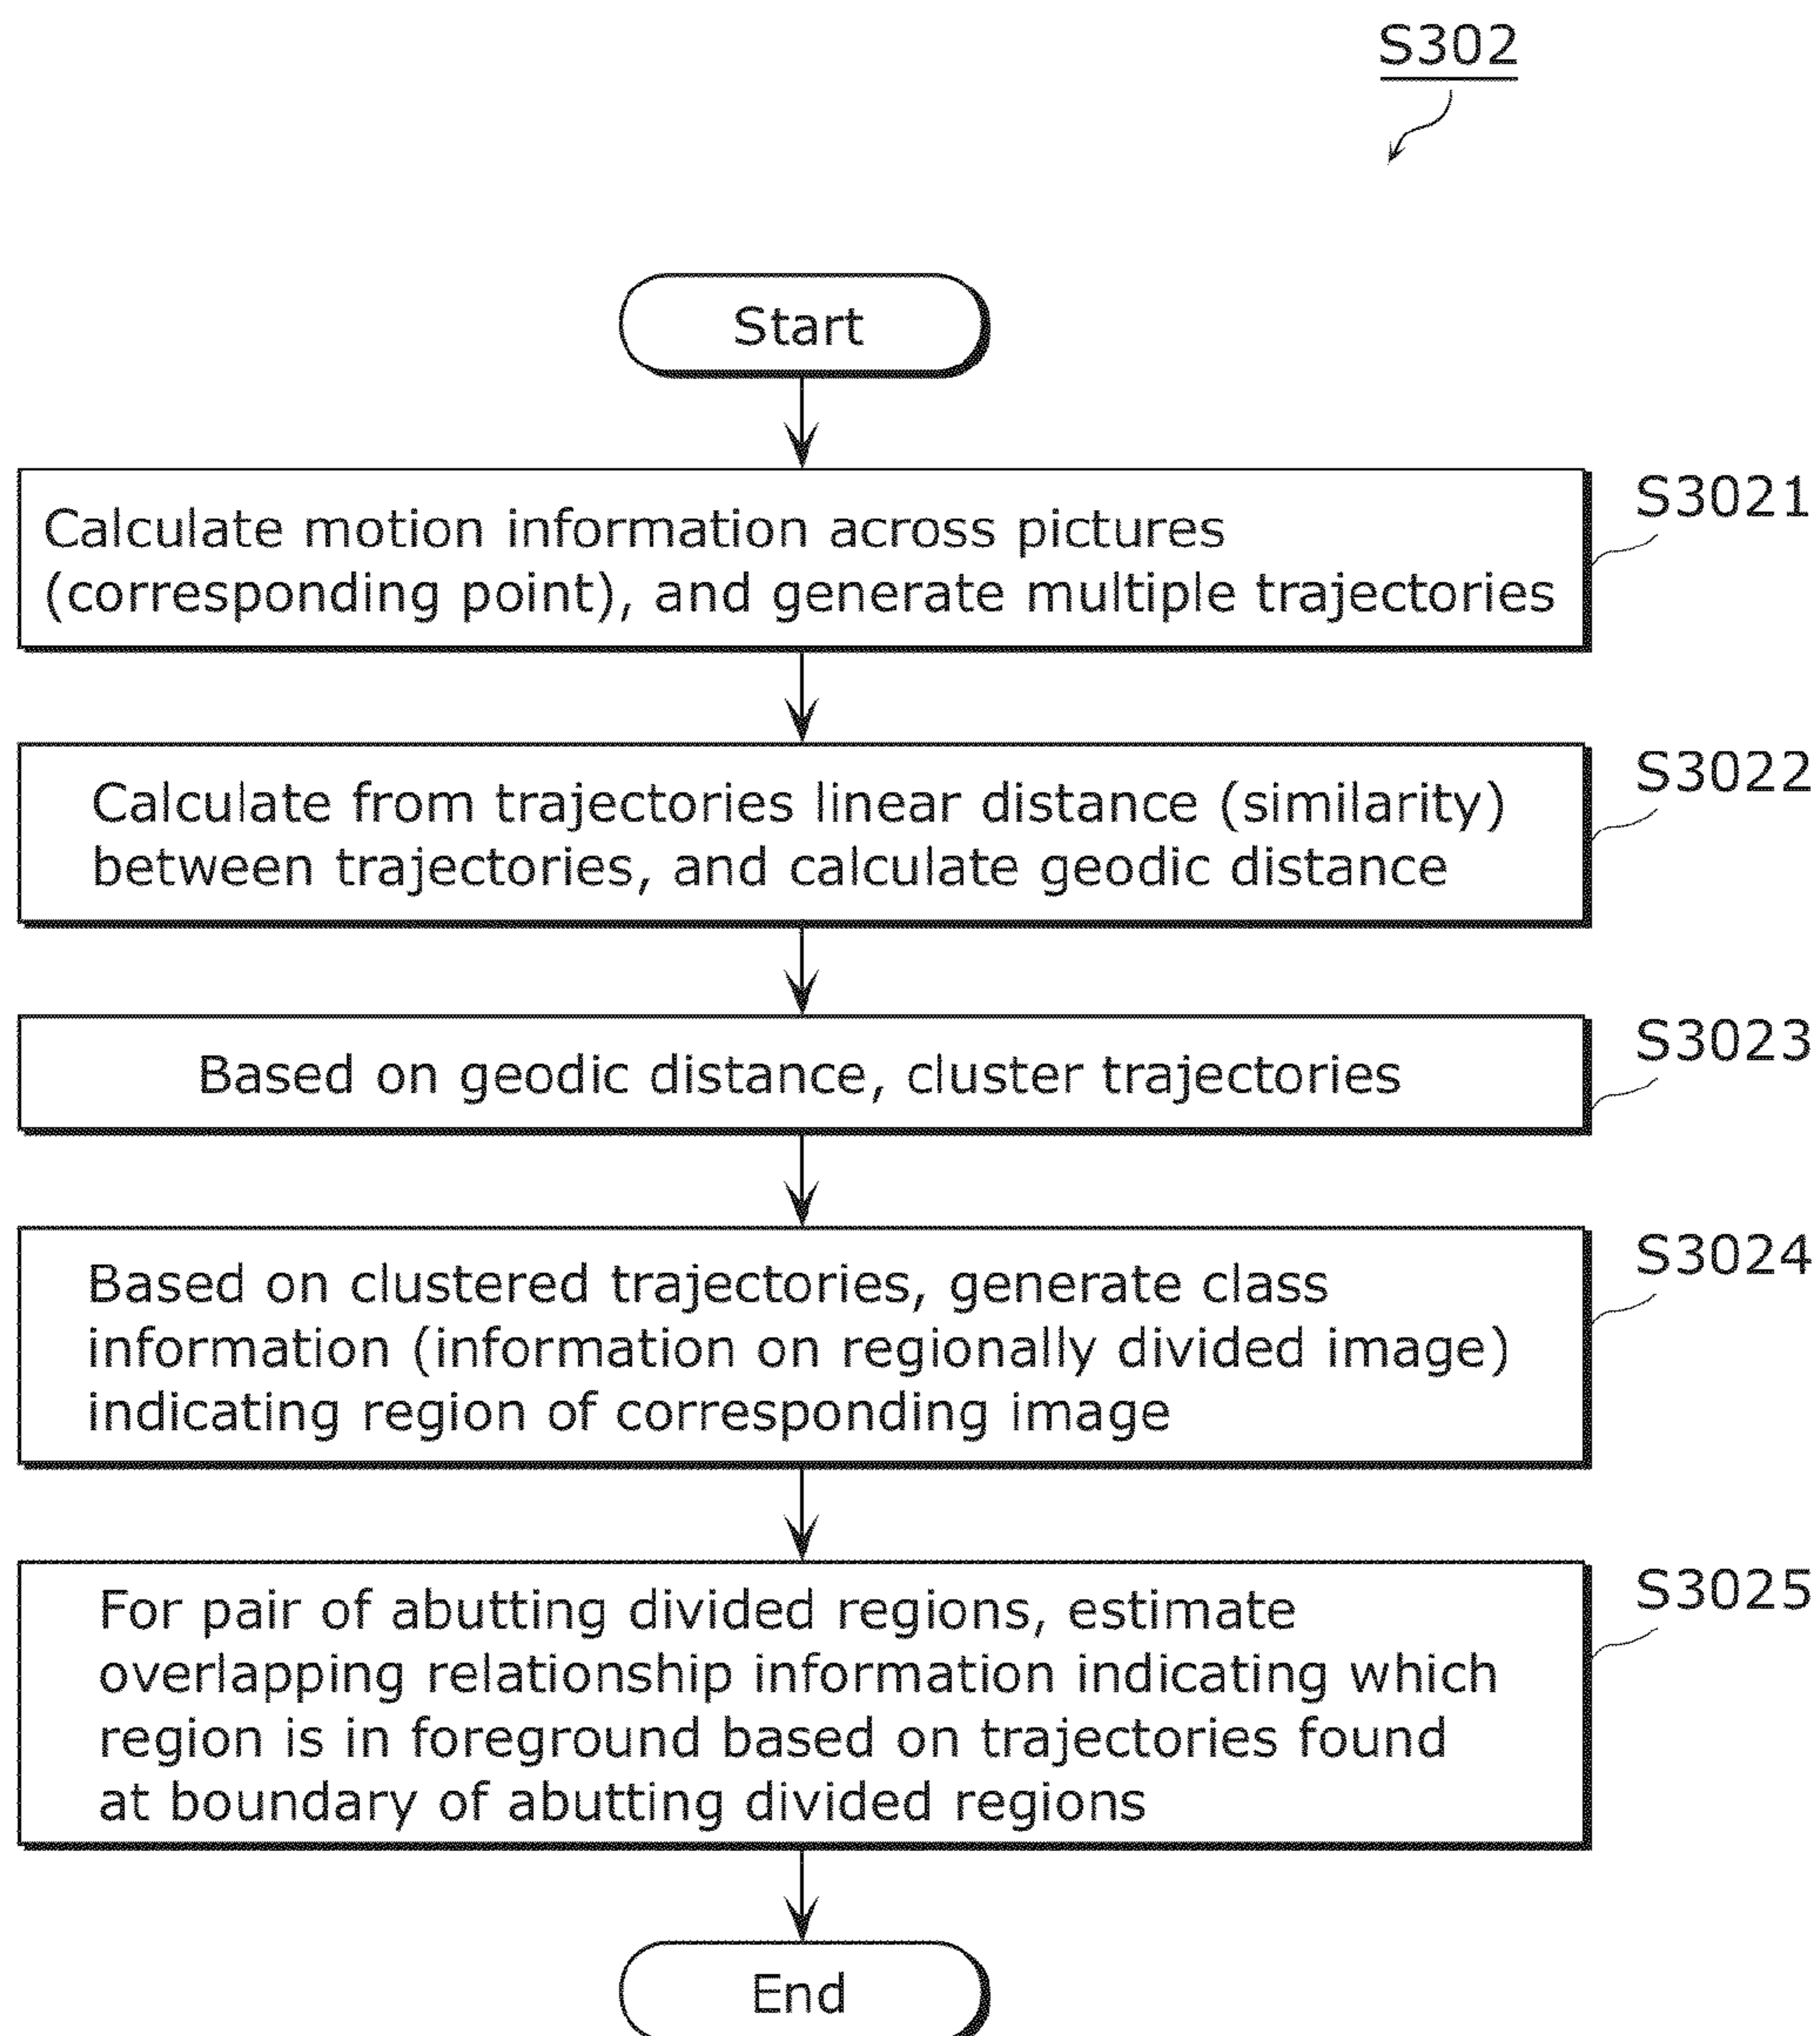 S302
Start
S3021
Calculate motion information across pictures
(corresponding point), and generate multiple trajectories
S3022
Calculate from trajectories linear distance (similarity)
between trajectories, and calculate geodic distance
S3023
Based on geodic distance, cluster trajectories
S3024
Based on clustered trajectories, generate class
information (information on regionally divided image)
indicating region of corresponding image
S3025
For pair of abutting divided regions, estimate
overlapping relationship information indicating which
region is in foreground based on trajectories found
at boundary of abutting divided regions
End